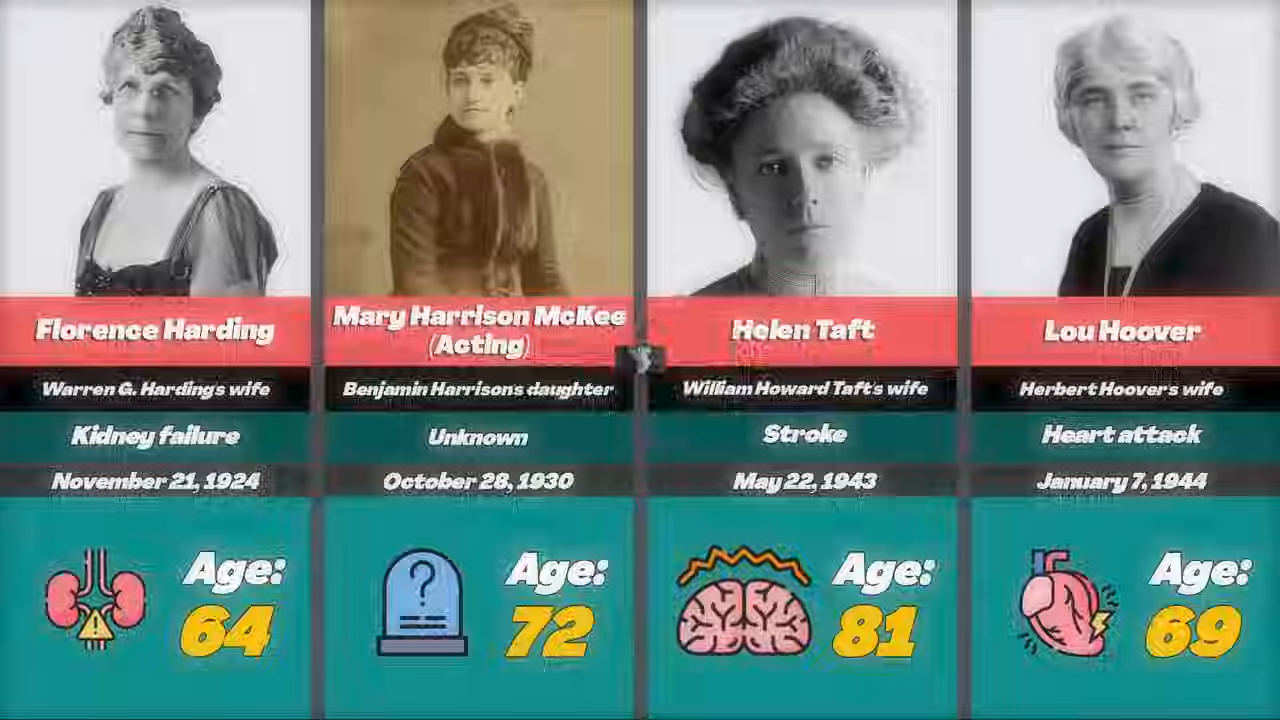 Florence Harding
Warren G. Hardings wife
Kidney failure
November 21, 1924
Age:
64
Mary Harrison McKee
(Acting)
Benjamin Harrisons daughter
Unknown
October 28, 1930
?
Age:
72
Helen Taft
William Howard Taft's wife
Stroke
May 22, 1943
Age:
81
Lou Hoover
Herbert Hoover's wife
Heart attack
January 7, 1944
Age:
69